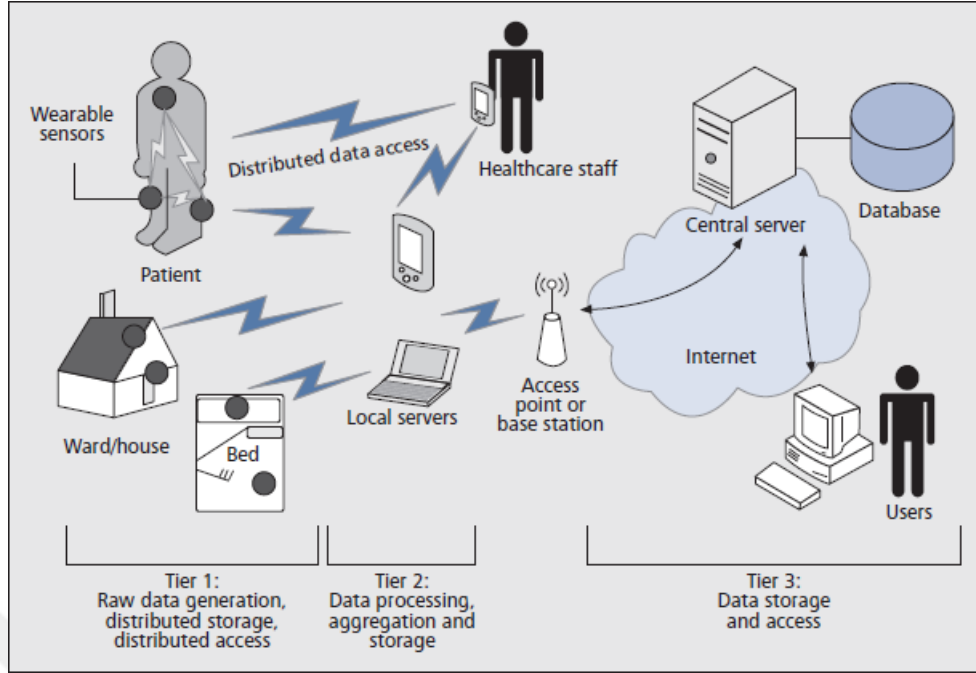 Wearable
sensors
Distributed data access
Healthcare staff
Patient
Central server
Database
Ward/house
Bed
Local servers
Access
point or
base station
Internet
Users
Tier 1:
Raw data generation,
distributed storage,
distributed access
Tier 2:
Data processing,
aggregation and
storage
Tier 3:
Data storage
and access